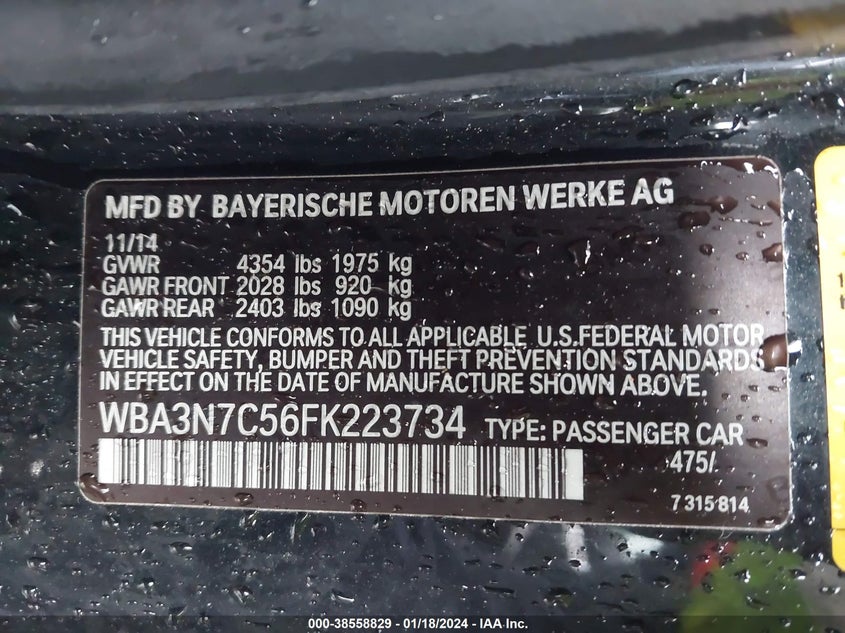 MFD BY BAYERISCHE MOTOREN WERKE AG
11/14
GVWR 4354 lbs 1975 kg
GAWR FRONT 2028 lbs 920 kg
GAWR REAR 2403 lbs 1090 kg
THIS VEHICLE CONFORMS TO ALL APPLICABLE U.S.FEDERAL MOTOR
VEHICLE SAFETY, BUMPER AND THEFT PREVENTION STANDARDS
IN EFFECT ON THE DATE OF MANUFACTURE SHOWN ABOVE.
WBA3N7C56FK223734 TYPE: PASSENGER CAR
475/
7 315 814
000-38558829 - 01/18/2024 - IAA Inc.